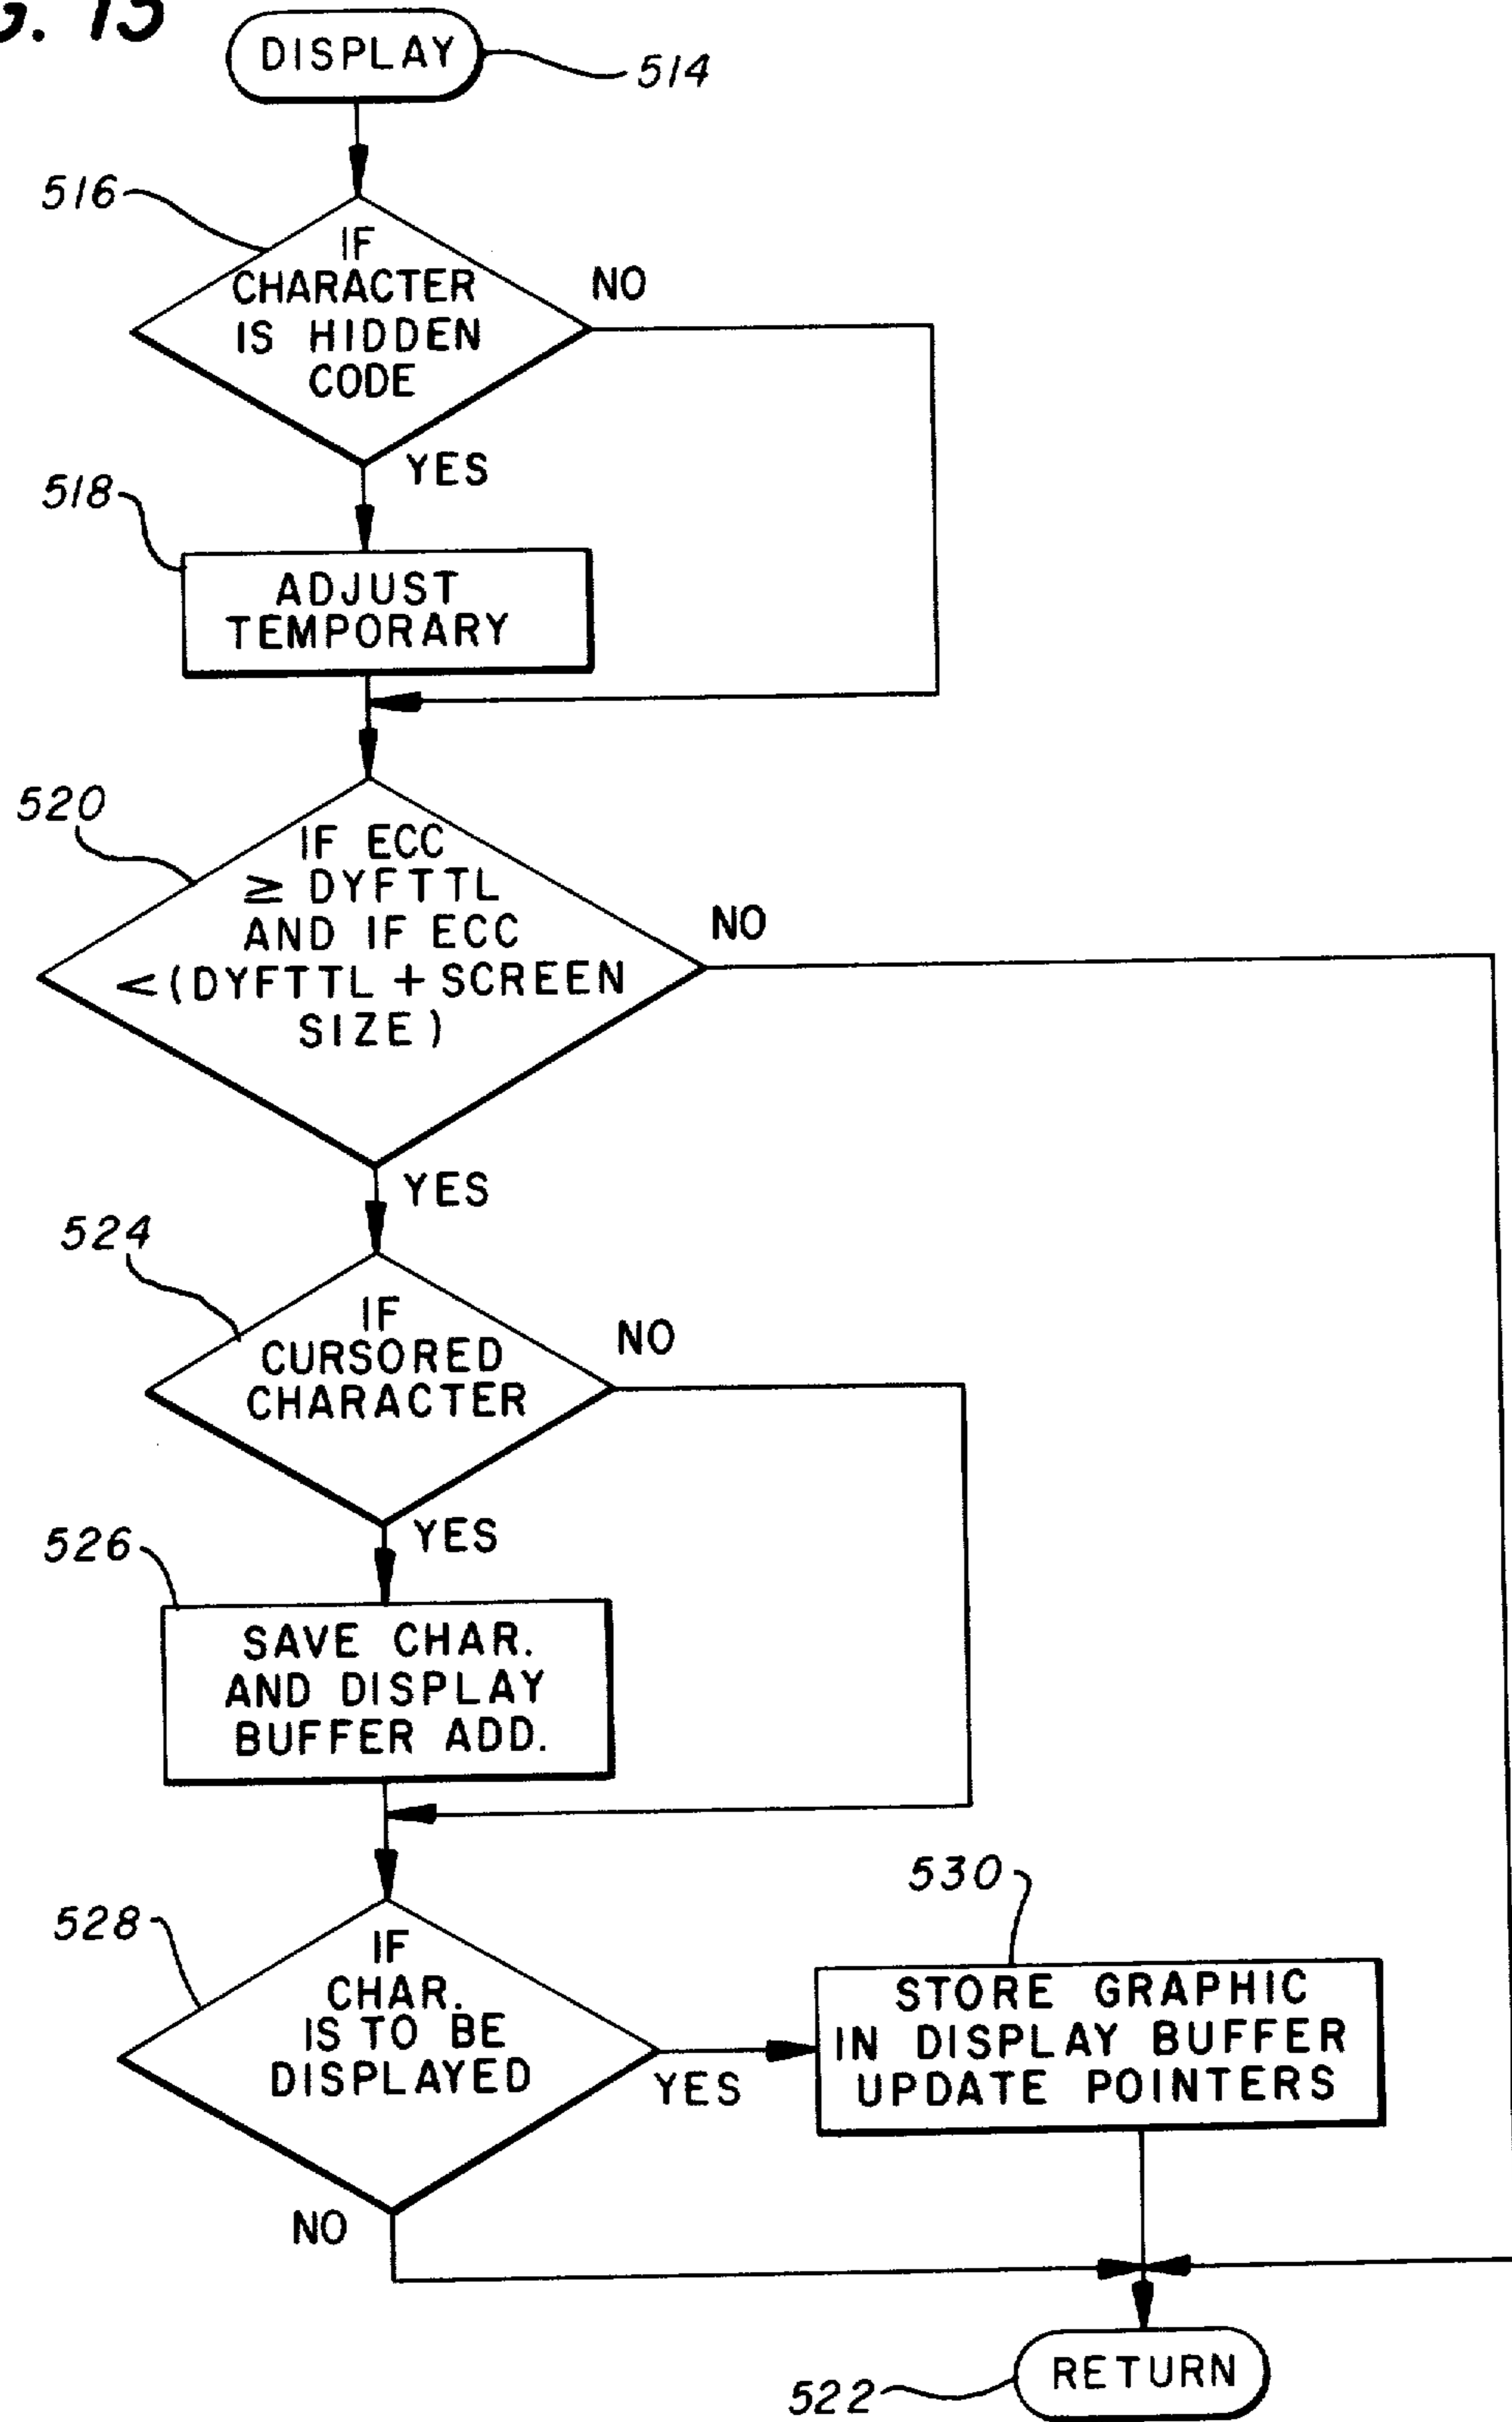 G. 13
DISPLAY
514
516
IF
CHARACTER
IS HIDDEN
CODE
NO
YES
518
ADJUST
TEMPORARY
520
IF ECC
≥ DYFTTL
AND IF ECC
<(DYFTTL + SCREEN
SIZE)
NO
YES
524
IF
CURSORED
CHARACTER
NO
YES
526
SAVE CHAR.
AND DISPLAY
BUFFER ADD.
528
IF
CHAR.
IS TO BE
DISPLAYED
YES
NO
530
STORE GRAPHIC
IN DISPLAY BUFFER
UPDATE POINTERS
522
RETURN